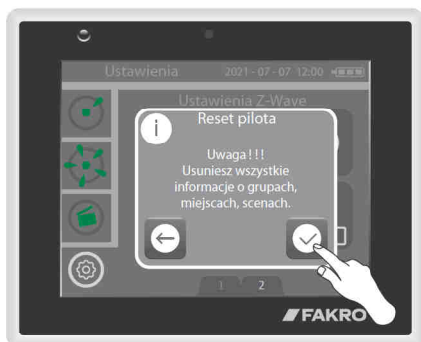 Ustawienia 2021-07-07 12:00
Ustawienia Z-Wave
Reset pilota
i
Uwaga !!!
Usuniesz wszystkie
informacje o grupach,
miejscach, scenach.
1 2
FAKRO